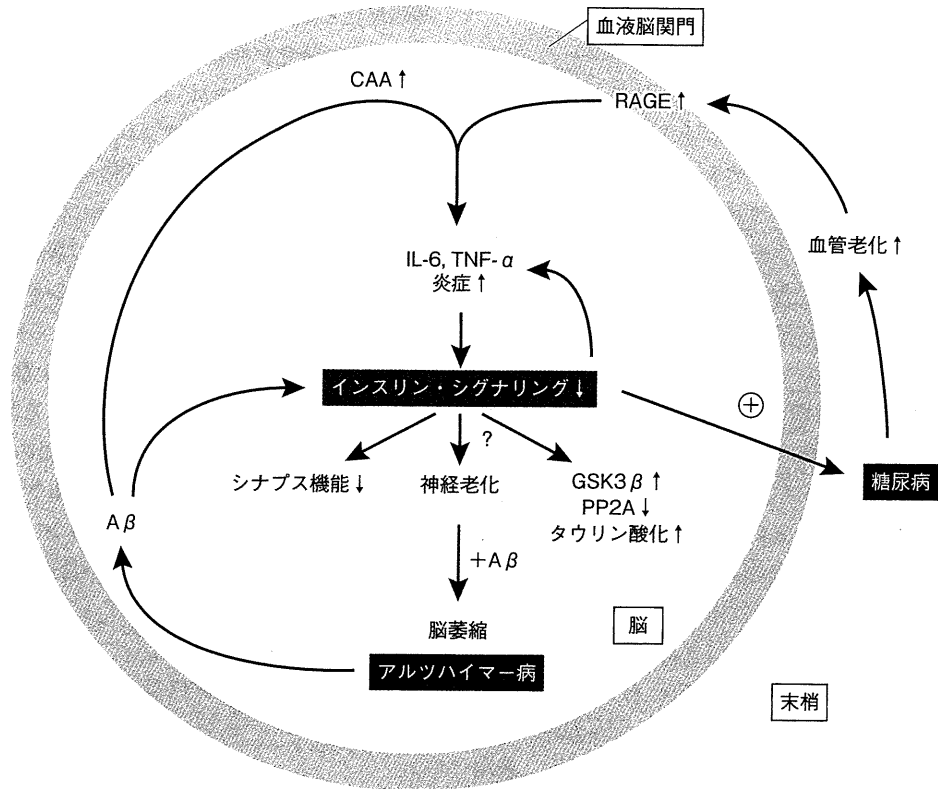 血液脳関門
CAA↑
RAGE↑
血管老化↑
IL-6, TNF-α
炎症↑
インスリン・シグナリング↓
+
?
シナプス機能↓
神経老化
GSK3β↑
PP2A↓
タウリン酸化↑
糖尿病
Aβ
+Aβ
脳萎縮
脳
アルツハイマー病
末梢